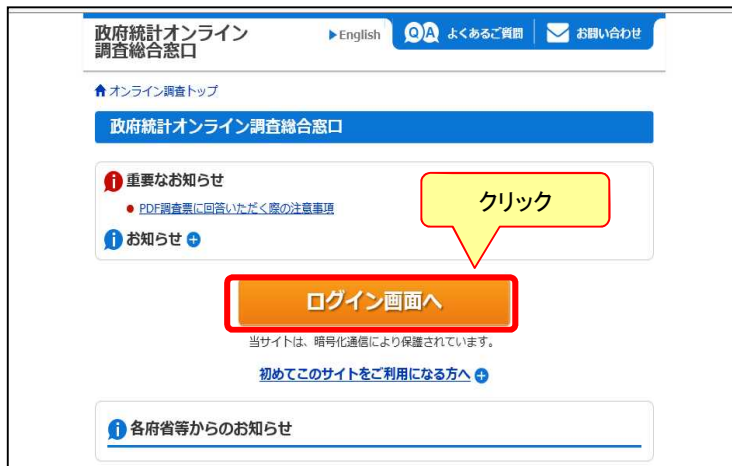 政府統計オンライン
調査総合窓口
▶English
QA よくあるご質問
お問い合わせ
オンライン調査トップ
政府統計オンライン調査総合窓口
重要なお知らせ
PDF調査票に回答いただく際の注意事項
クリック
お知らせ
ログイン画面へ
当サイトは、暗号化通信により保護されています。
初めてこのサイトをご利用になる方へ
各府省等からのお知らせ